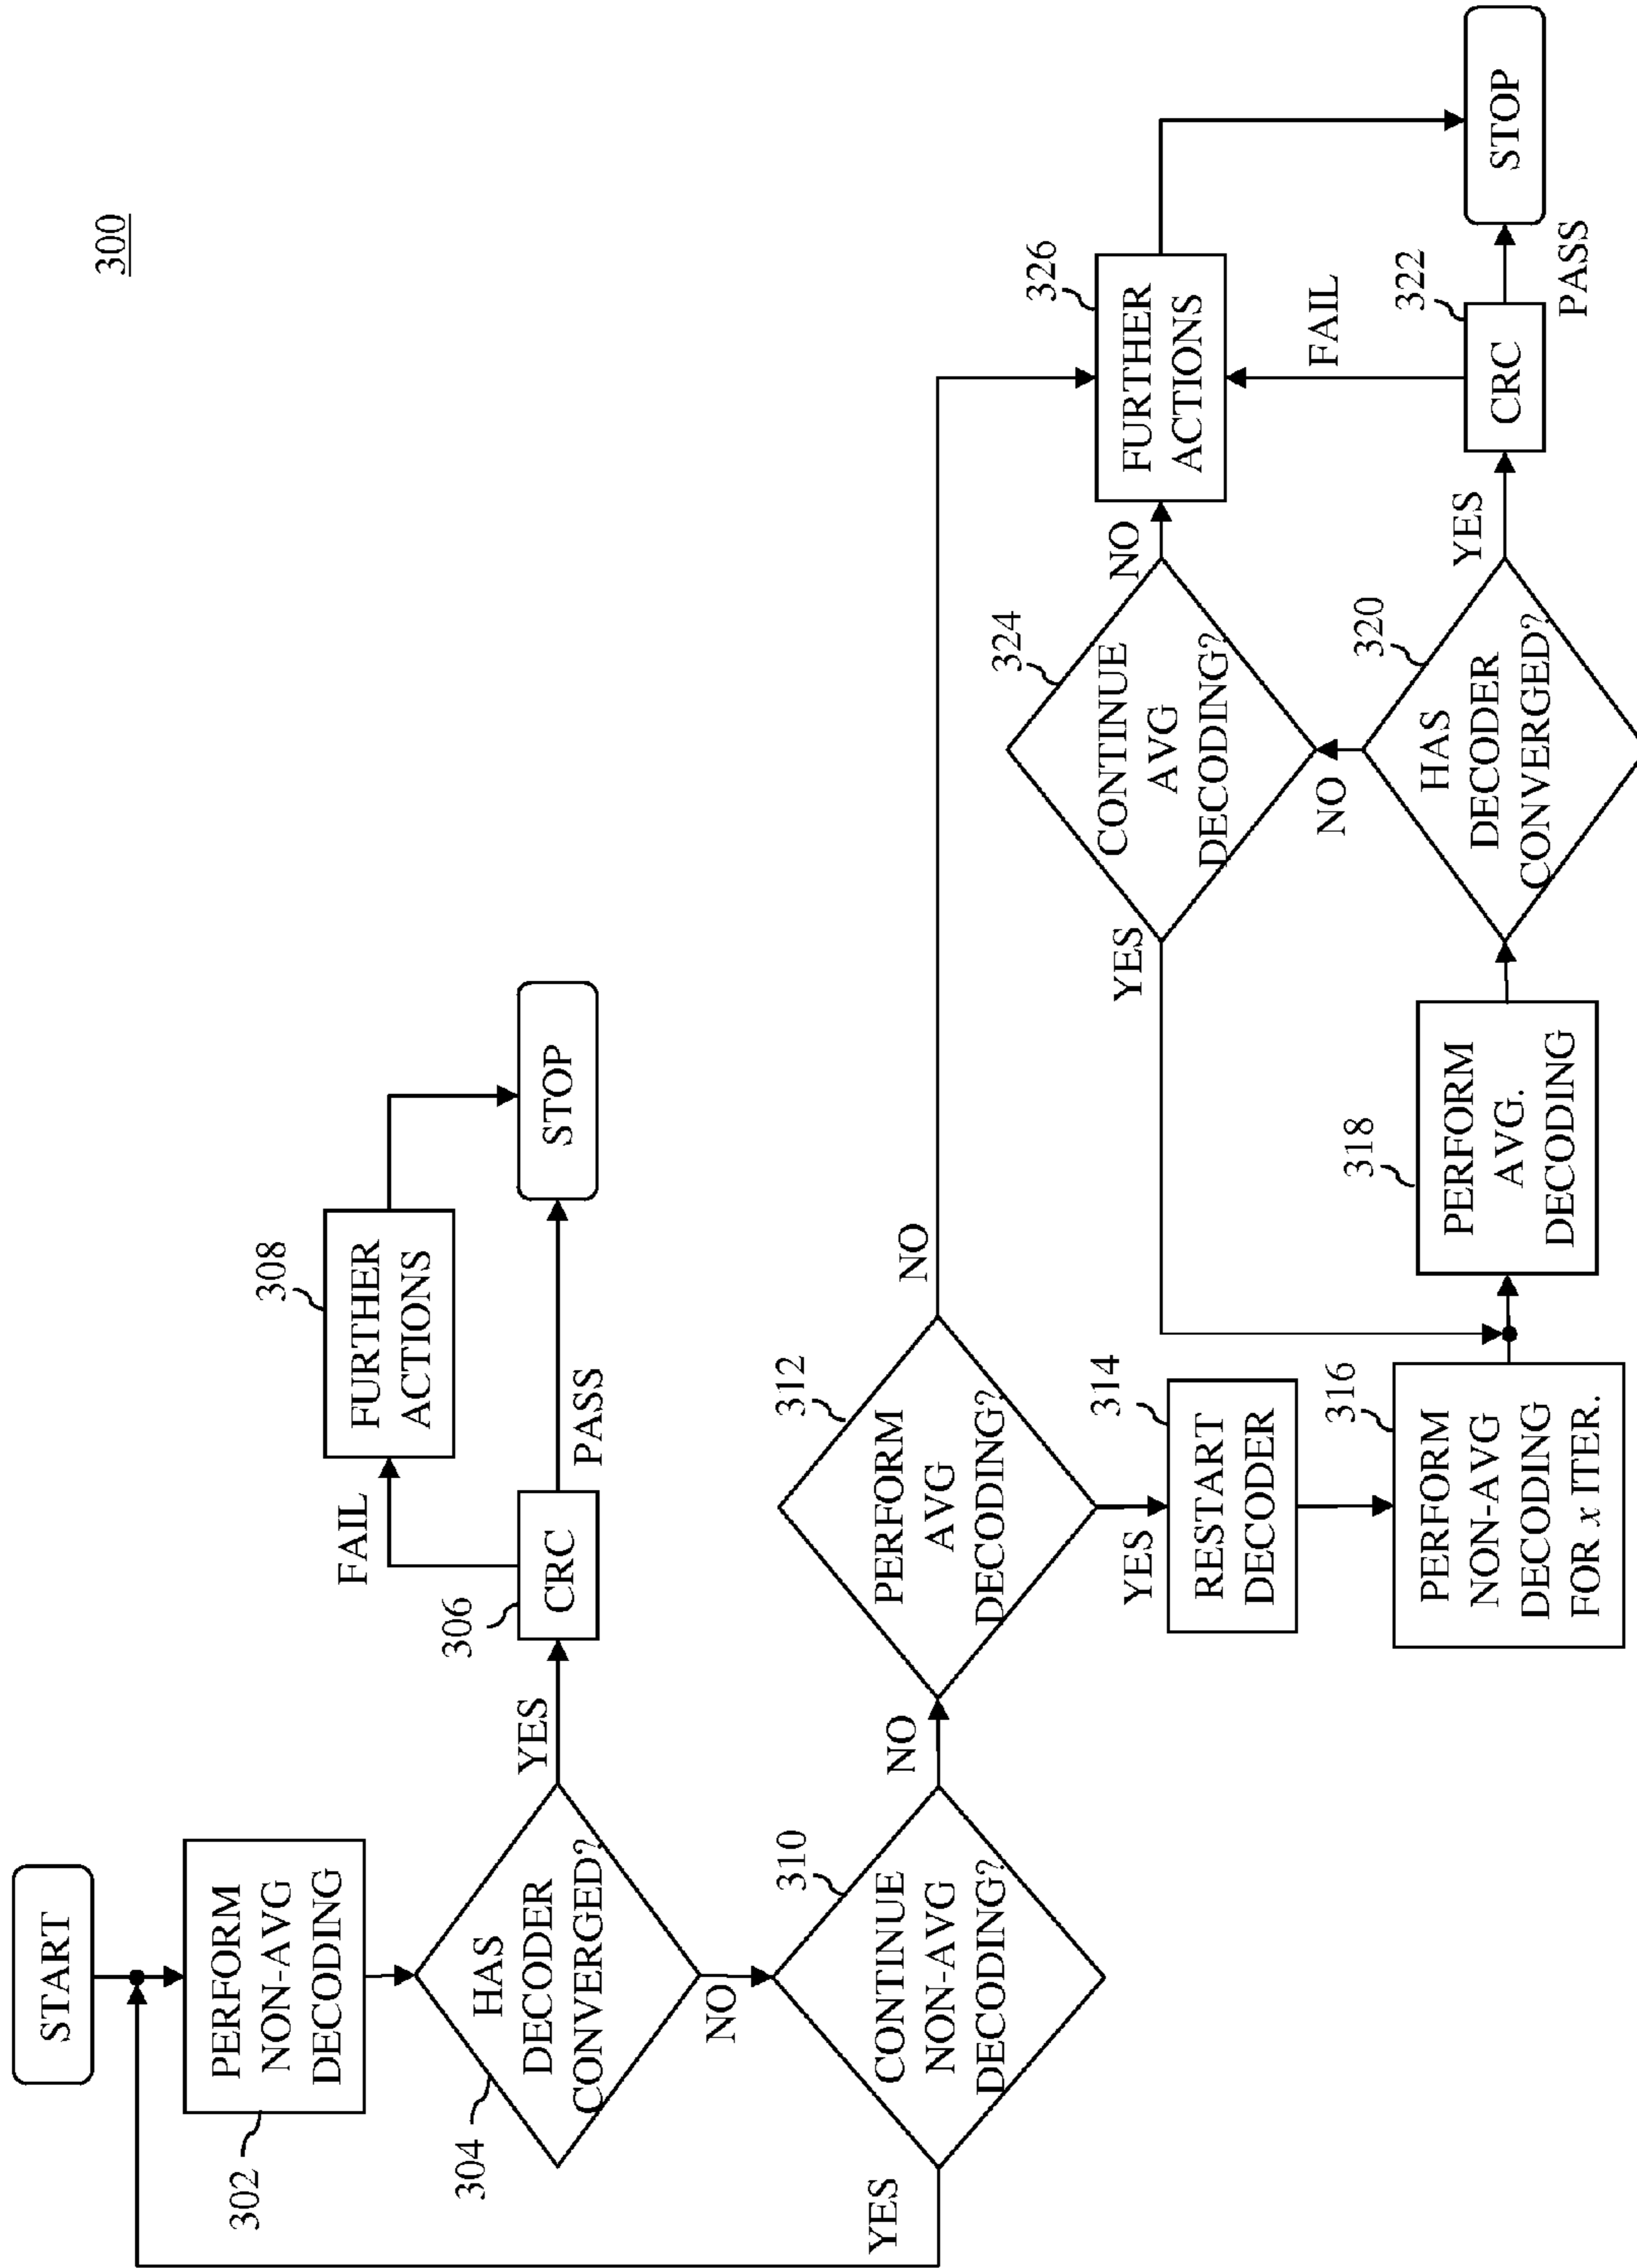 300
START
PERFORM
NON-AVG
DECODING
302
HAS
DECODER
CONVERGED?
304
YES
NO
CRC
306
FAIL
PASS
FURTHER
ACTIONS
308
STOP
CONTINUE
NON-AVG
DECODING?
310
YES
NO
PERFORM
AVG
DECODING?
312
NO
YES
RESTART
DECODER
314
PERFORM
NON-AVG
DECODING
FOR x ITER.
316
PERFORM
AVG.
DECODING
318
HAS
DECODER
CONVERGED?
320
NO
YES
CONTINUE
AVG
DECODING?
324
YES
NO
CRC
322
FAIL
PASS
FURTHER
ACTIONS
326
STOP